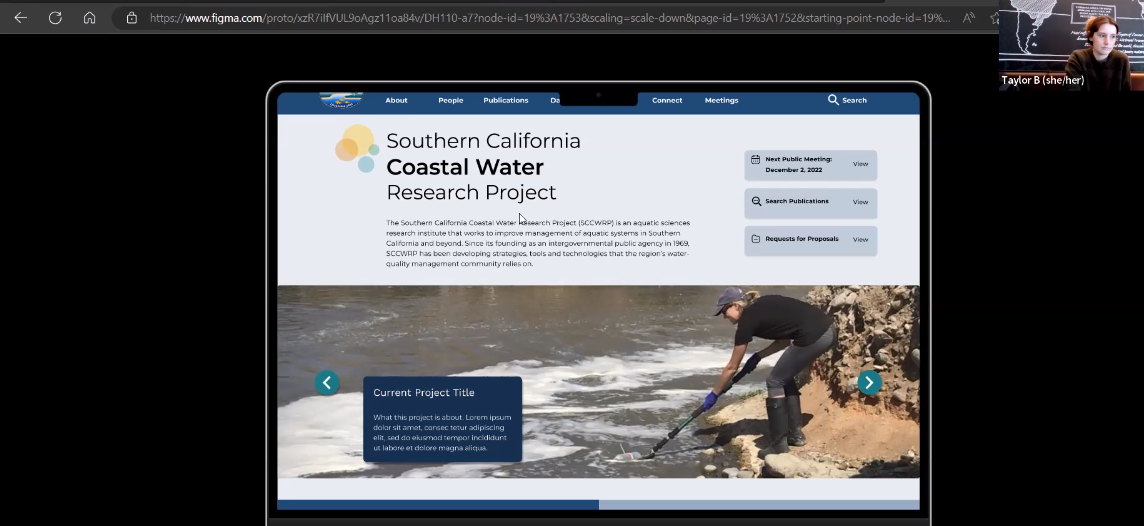 https://www.figma.com/proto/xzR7iIfVUL9oAgz11oa84v/DH110-a7?node-id=19%3A1753&scaling=scale-down&page-id=19%3A1752&starting-point-node-id=19%...
Taylor B (she/her)
About People Publications Da Connect Meetings Search
Southern California
Coastal Water
Research Project
The Southern California Coastal Water Research Project (SCCWRP) is an aquatic sciences
research institute that works to improve management of aquatic systems in Southern
California and beyond. Since its founding as an intergovernmental public agency in 1969,
SCCWRP has been developing strategies, tools and technologies that the region's water-
quality management community relies on.
Next Public Meeting:
December 2, 2022
View
Search Publications View
Requests for Proposals View
Current Project Title
What this project is about. Lorem ipsum
dolor sit amet, consec tetur adipiscing
elit, sed do eiusmod tempor incididunt
ut labore et dolore magna aliqua.